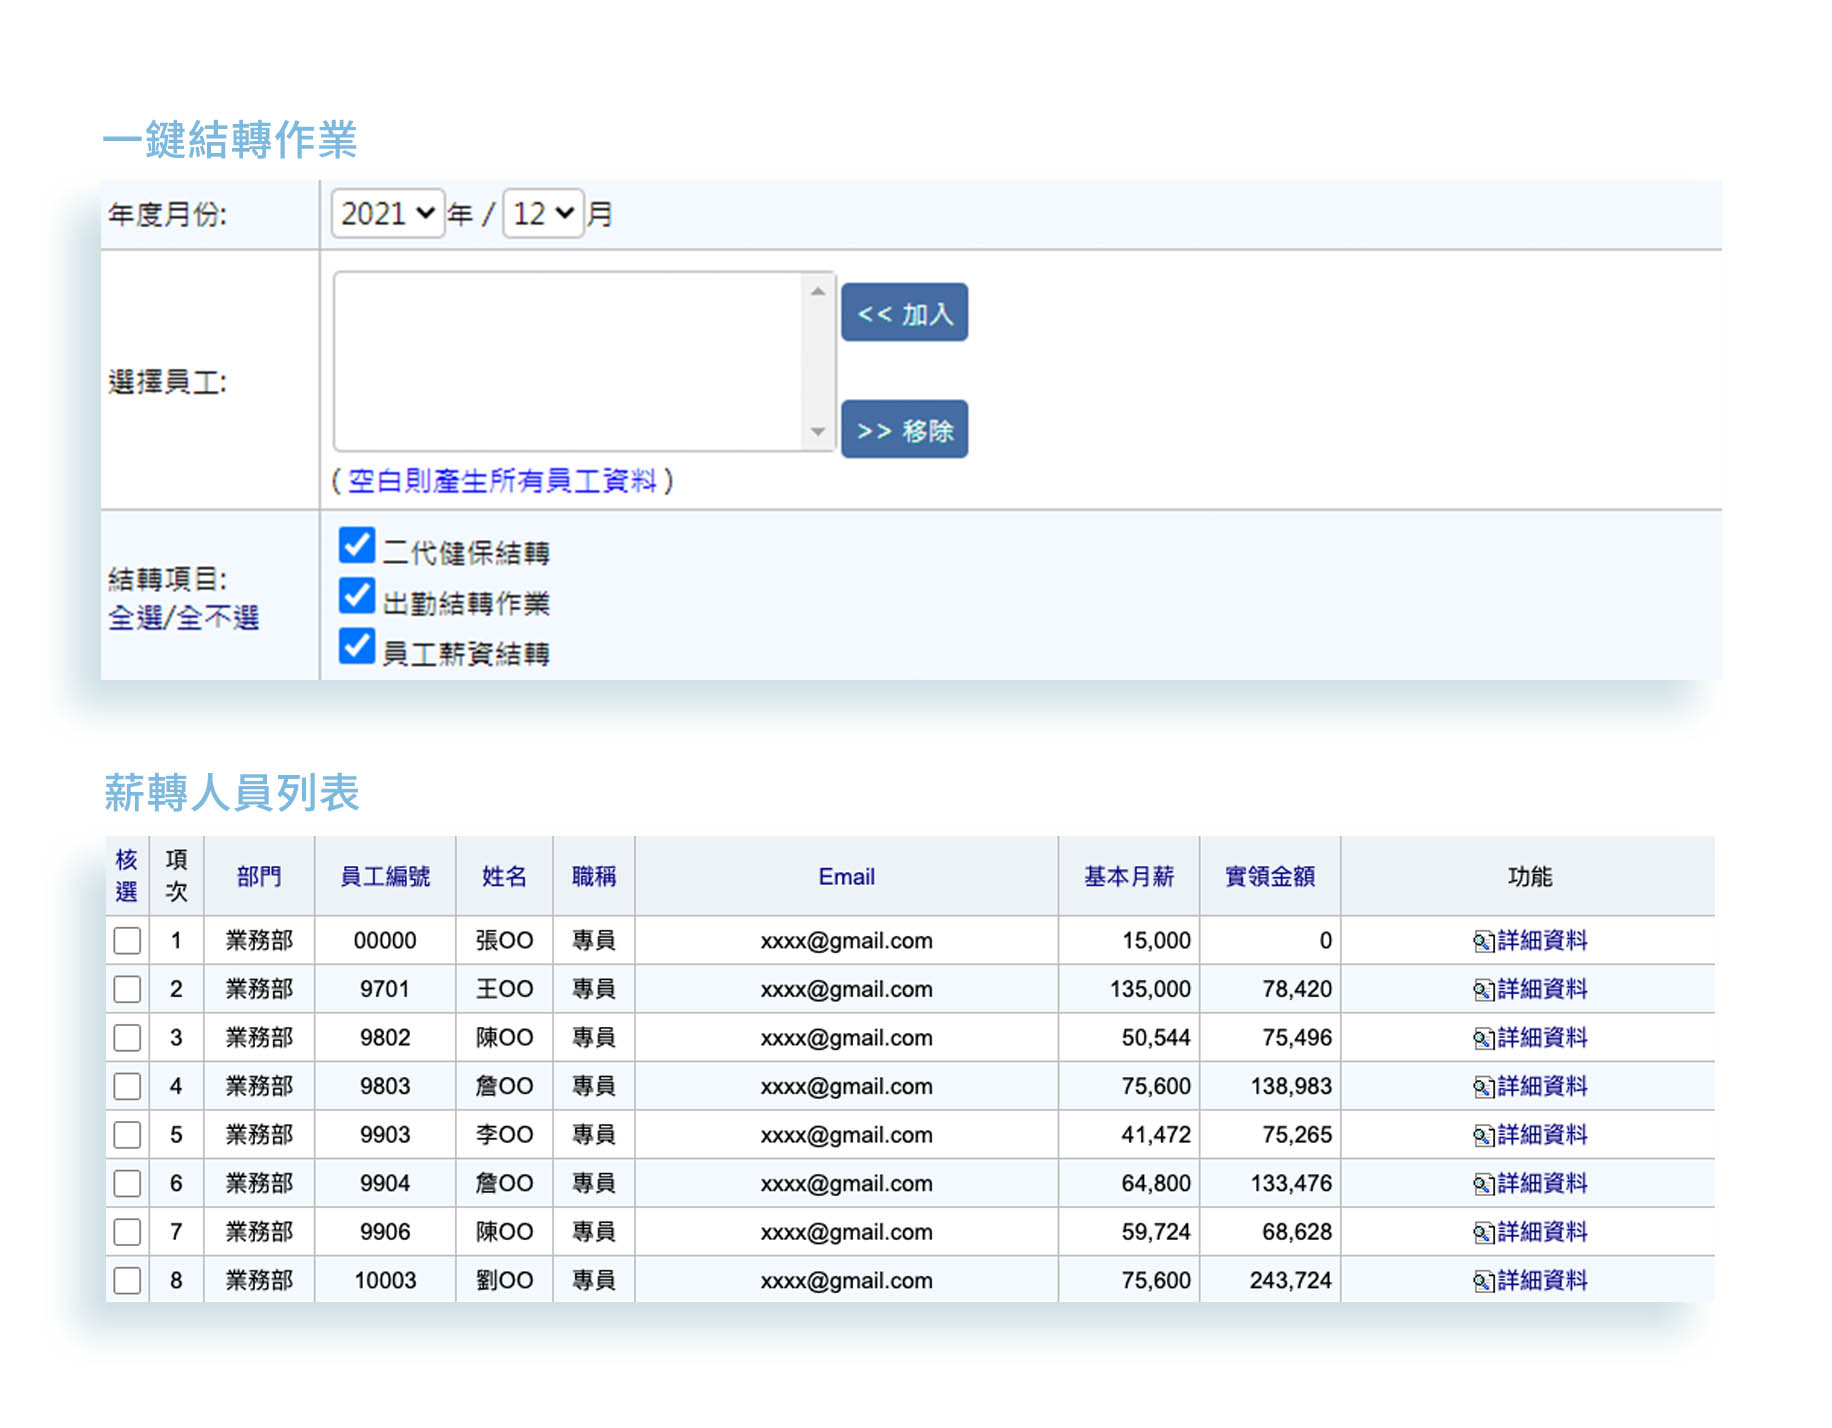 一鍵結轉作業
年度月份: 2021 年 / 12 月
<< 加入
選擇員工:
>> 移除
( 空白則產生所有員工資料 )
二代健保結轉
結轉項目:
出勤結轉作業
全選/全不選
員工薪資結轉
薪轉人員列表
核選 項次 部門 員工編號 姓名 職稱 Email 基本月薪 實領金額 功能
1 業務部 00000 張OO 專員 xxxx@gmail.com 15,000 0 詳細資料
2 業務部 9701 王OO 專員 xxxx@gmail.com 135,000 78,420 詳細資料
3 業務部 9802 陳OO 專員 xxxx@gmail.com 50,544 75,496 詳細資料
4 業務部 9803 詹OO 專員 xxxx@gmail.com 75,600 138,983 詳細資料
5 業務部 9903 李OO 專員 xxxx@gmail.com 41,472 75,265 詳細資料
6 業務部 9904 詹OO 專員 xxxx@gmail.com 64,800 133,476 詳細資料
7 業務部 9906 陳OO 專員 xxxx@gmail.com 59,724 68,628 詳細資料
8 業務部 10003 劉OO 專員 xxxx@gmail.com 75,600 243,724 詳細資料